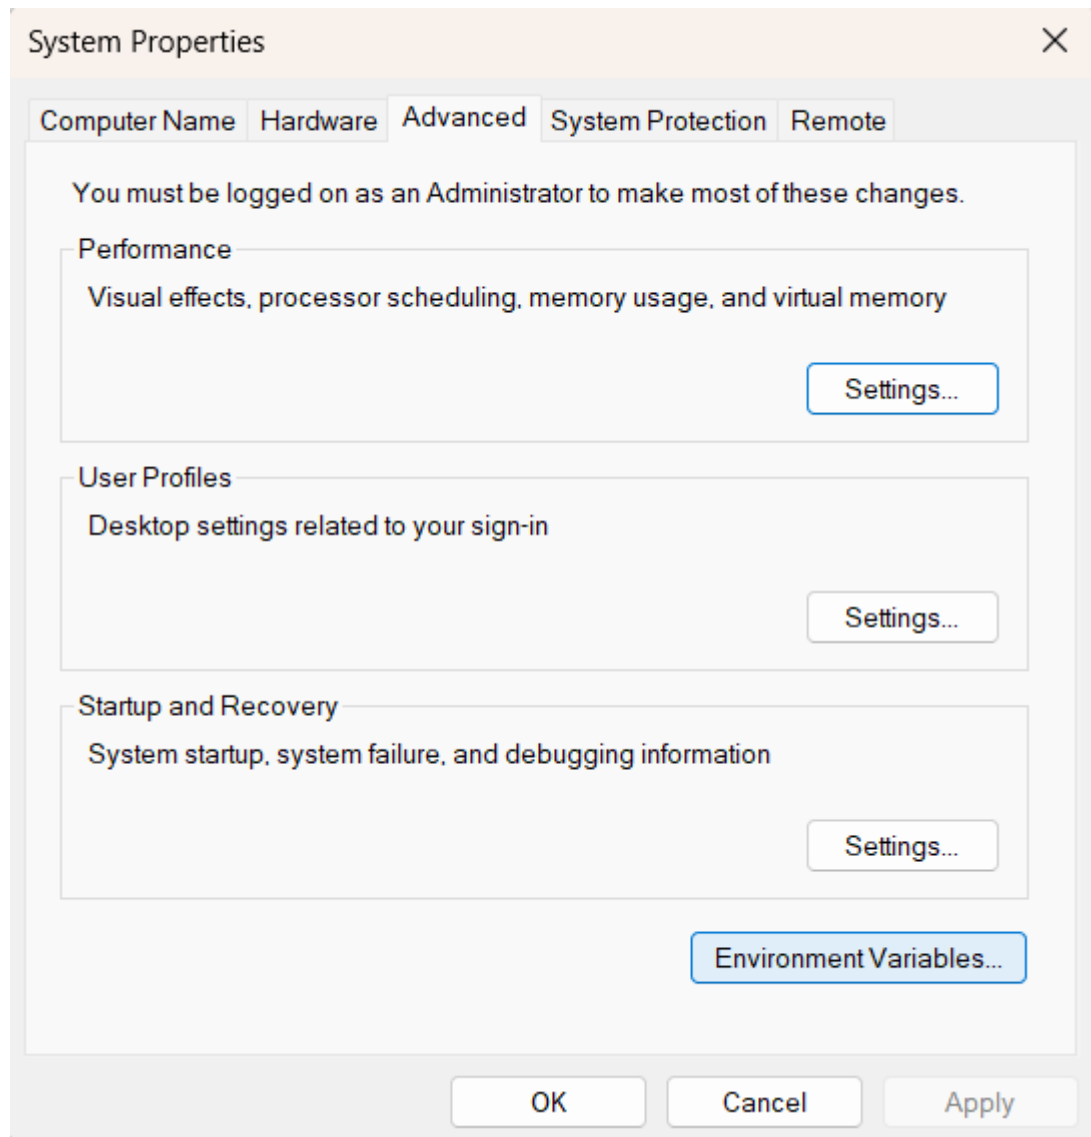 System Properties
Computer Name Hardware Advanced System Protection Remote
You must be logged on as an Administrator to make most of these changes.
Performance
Visual effects, processor scheduling, memory usage, and virtual memory
Settings...
User Profiles
Desktop settings related to your sign-in
Settings...
Startup and Recovery
System startup, system failure, and debugging information
Settings...
Environment Variables...
OK Cancel Apply